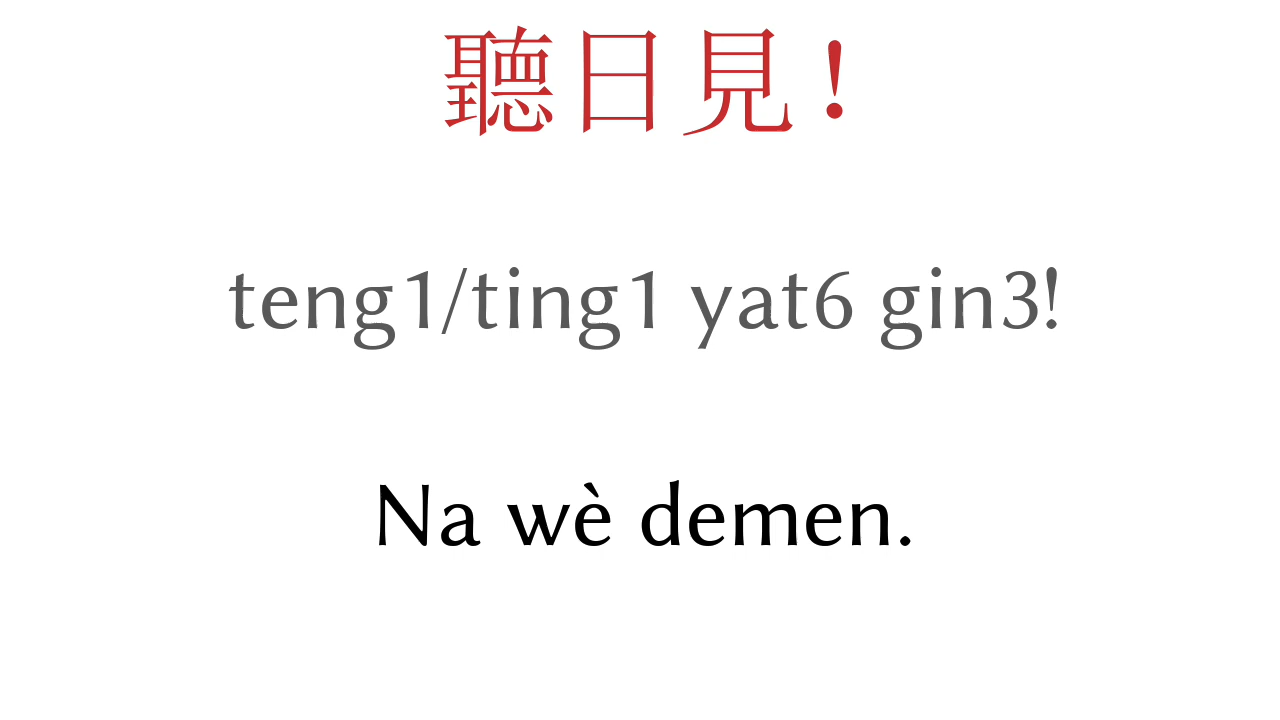 聽日見！
teng1/ting1 yat6 gin3!
Na wè demen.